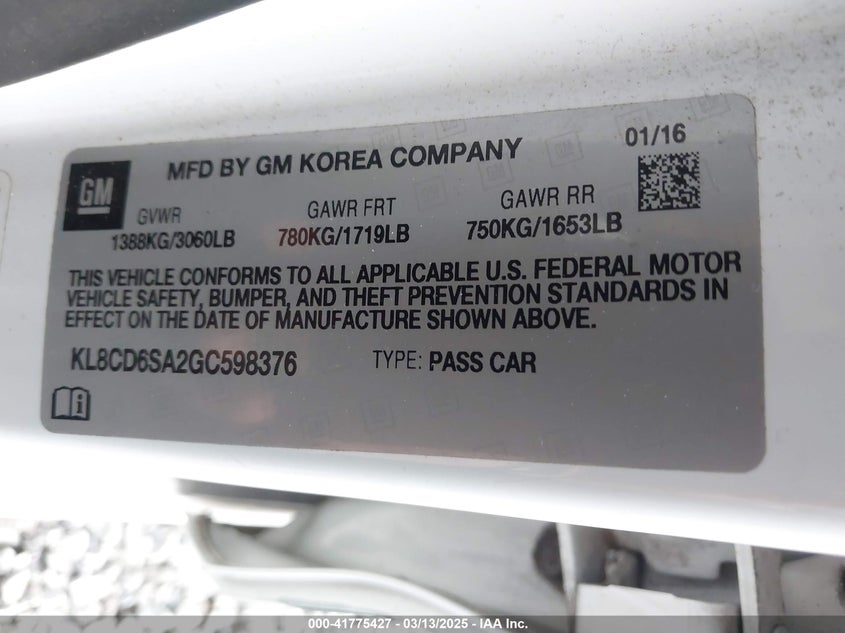 MFD BY GM KOREA COMPANY
01/16
GM
GVWR
1388KG/3060LB
GAWR FRT
780KG/1719LB
GAWR RR
750KG/1653LB
THIS VEHICLE CONFORMS TO ALL APPLICABLE U.S. FEDERAL MOTOR
VEHICLE SAFETY, BUMPER, AND THEFT PREVENTION STANDARDS IN
EFFECT ON THE DATE OF MANUFACTURE SHOWN ABOVE.
KL8CD6SA2GC598376
TYPE: PASS CAR
000-41775427 - 03/13/2025 - IAA Inc.